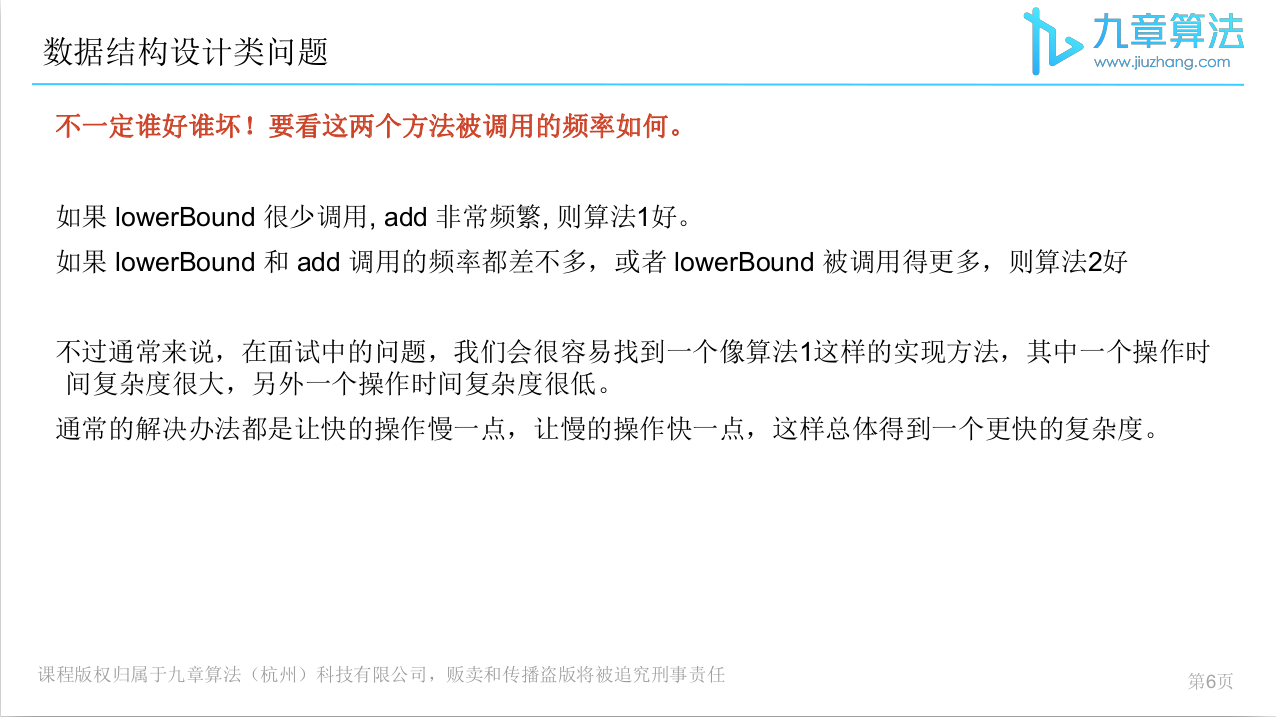 数据结构设计类问题
九章算法
www.jiuzhang.com
不一定谁好谁坏！要看这两个方法被调用的频率如何。
如果 lowerBound 很少调用, add 非常频繁, 则算法1好。
如果 lowerBound 和 add 调用的频率都差不多，或者 lowerBound 被调用得更多，则算法2好
不过通常来说，在面试中的问题，我们会很容易找到一个像算法1这样的实现方法，其中一个操作时
间复杂度很大，另外一个操作时间复杂度很低。
通常的解决办法都是让快的操作慢一点，让慢的操作快一点，这样总体得到一个更快的复杂度。
课程版权归属于九章算法（杭州）科技有限公司，贩卖和传播盗版将被追究刑事责任
第6页